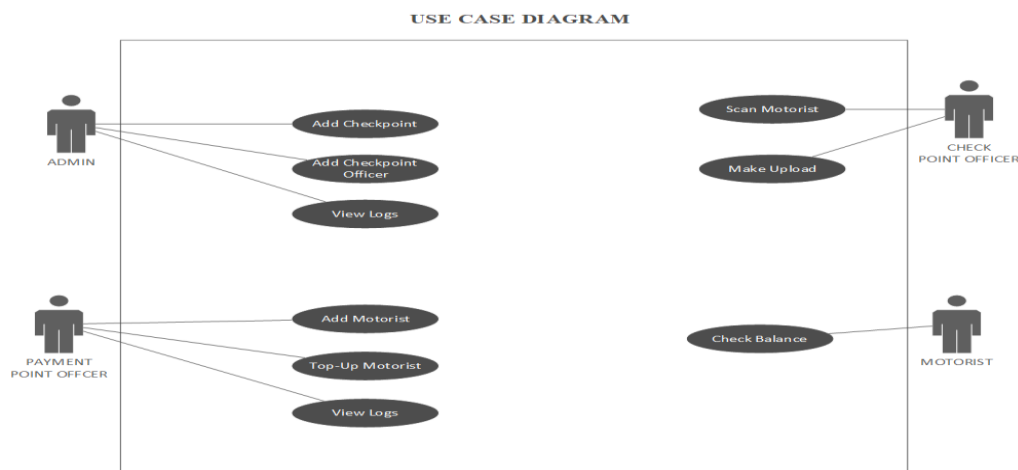 USE CASE DIAGRAM
ADMIN
Add Checkpoint
Add Checkpoint
Officer
View Logs
Scan Motorist
Make Upload
CHECK
POINT OFFICER
PAYMENT
POINT OFFCER
Add Motorist
Top-Up Motorist
View Logs
Check Balance
MOTORIST